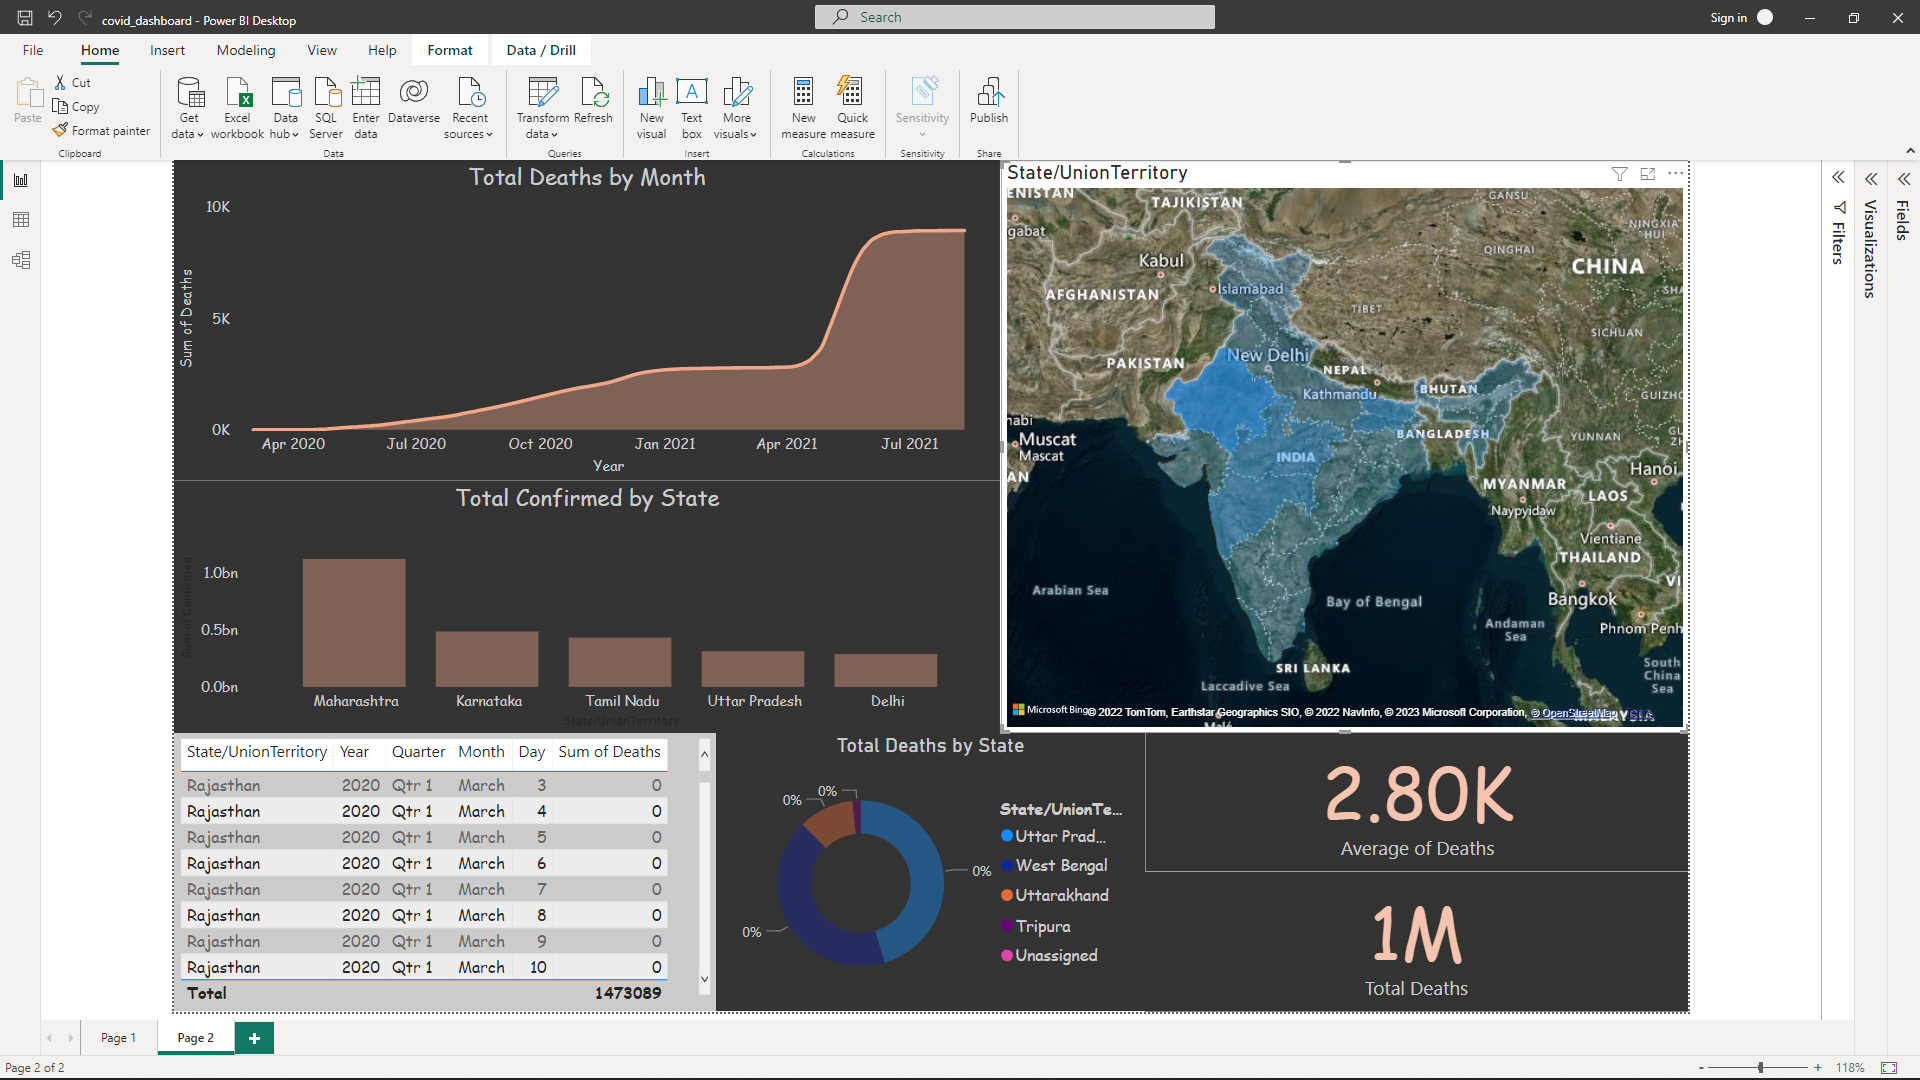 covid_dashboard - Power BI Desktop
Search
Sign in
File Home Insert Modeling View Help Format Data / Drill
Paste
Cut
Copy
Format painter
Clipboard
Get data
Excel workbook
Data hub
SQL Server
Enter data
Dataverse
Recent sources
Data
Transform data
Refresh
Queries
New visual
Text box
More visuals
Insert
New measure
Quick measure
Calculations
Sensitivity
Sensitivity
Publish
Share
Total Deaths by Month
10K
5K
0K
Sum of Deaths
Apr 2020 Jul 2020 Oct 2020 Jan 2021 Apr 2021 Jul 2021
Year
Total Confirmed by State
1.0bn
0.5bn
0.0bn
Sum of Confirmed
Maharashtra Karnataka Tamil Nadu Uttar Pradesh Delhi
State/UnionTerritory
State/UnionTerritory
ENISTAN
TAJIKISTAN
GANSU
NINGXIA
HUI
gabat
QINGHAI
Kabul
CHINA
Islamabad
AFGHANISTAN
SHA
TIBET
SICHUAN
New Delhi
PAKISTAN
NEPAL
BHUTAN
Kathmandu
GUIZHO
habi
Muscat
Mascat
BANGLADESH
YUNNAN
GU
ZH
INDIA
AN
Hanoi
MYANMAR
LAOS
Naypyidaw
Vientiane
THAILAND
VI
Arabian Sea
Bay of Bengal
Bangkok
Andaman
Sea
Phnom Penh
SRI LANKA
Laccadive Sea
South
China
Sea
Malé
Microsoft Bing
© 2022 TomTom, Earthstar Geographics SIO, © 2022 NavInfo, © 2023 Microsoft Corporation, © OpenStreetMap Terms
Filters
Visualizations
Fields
State/UnionTerritory Year Quarter Month Day Sum of Deaths
Rajasthan 2020 Qtr 1 March 3 0
Rajasthan 2020 Qtr 1 March 4 0
Rajasthan 2020 Qtr 1 March 5 0
Rajasthan 2020 Qtr 1 March 6 0
Rajasthan 2020 Qtr 1 March 7 0
Rajasthan 2020 Qtr 1 March 8 0
Rajasthan 2020 Qtr 1 March 9 0
Rajasthan 2020 Qtr 1 March 10 0
Total 1473089
Total Deaths by State
0%
0%
0%
0%
State/UnionTe...
Uttar Prad...
West Bengal
Uttarakhand
Tripura
Unassigned
2.80K
Average of Deaths
1M
Total Deaths
Page 1 Page 2 +
Page 2 of 2
- + 118%